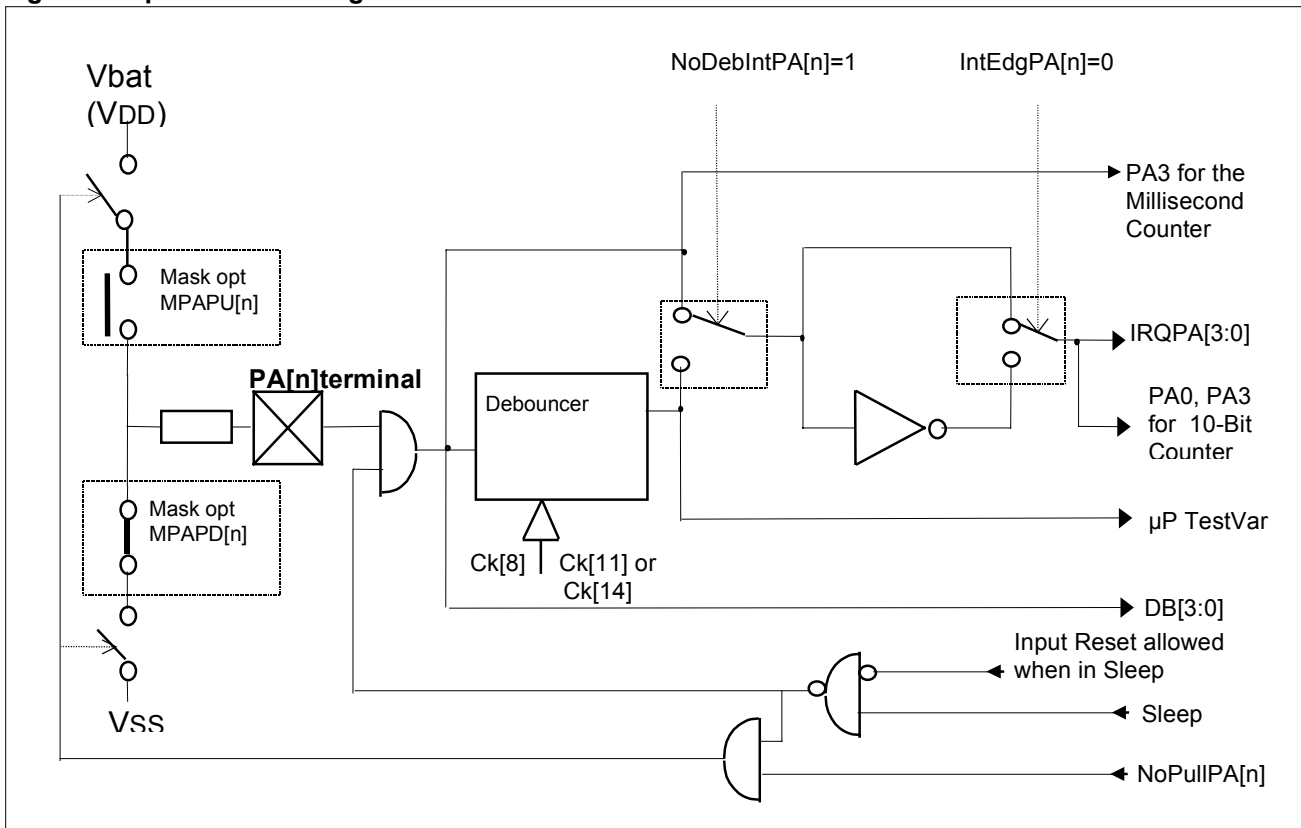 Vbat
(VDD)
NoDebIntPA[n]=1
IntEdgPA[n]=0
PA3 for the
Millisecond
Counter
Mask opt
MPAPU[n]
IRQPA[3:0]
PA[n]terminal
Debouncer
PA0, PA3
for 10-Bit
Counter
Mask opt
MPAPD[n]
µP TestVar
Ck[8]
Ck[11] or
Ck[14]
DB[3:0]
Input Reset allowed
when in Sleep
Sleep
VSS
NoPullPA[n]